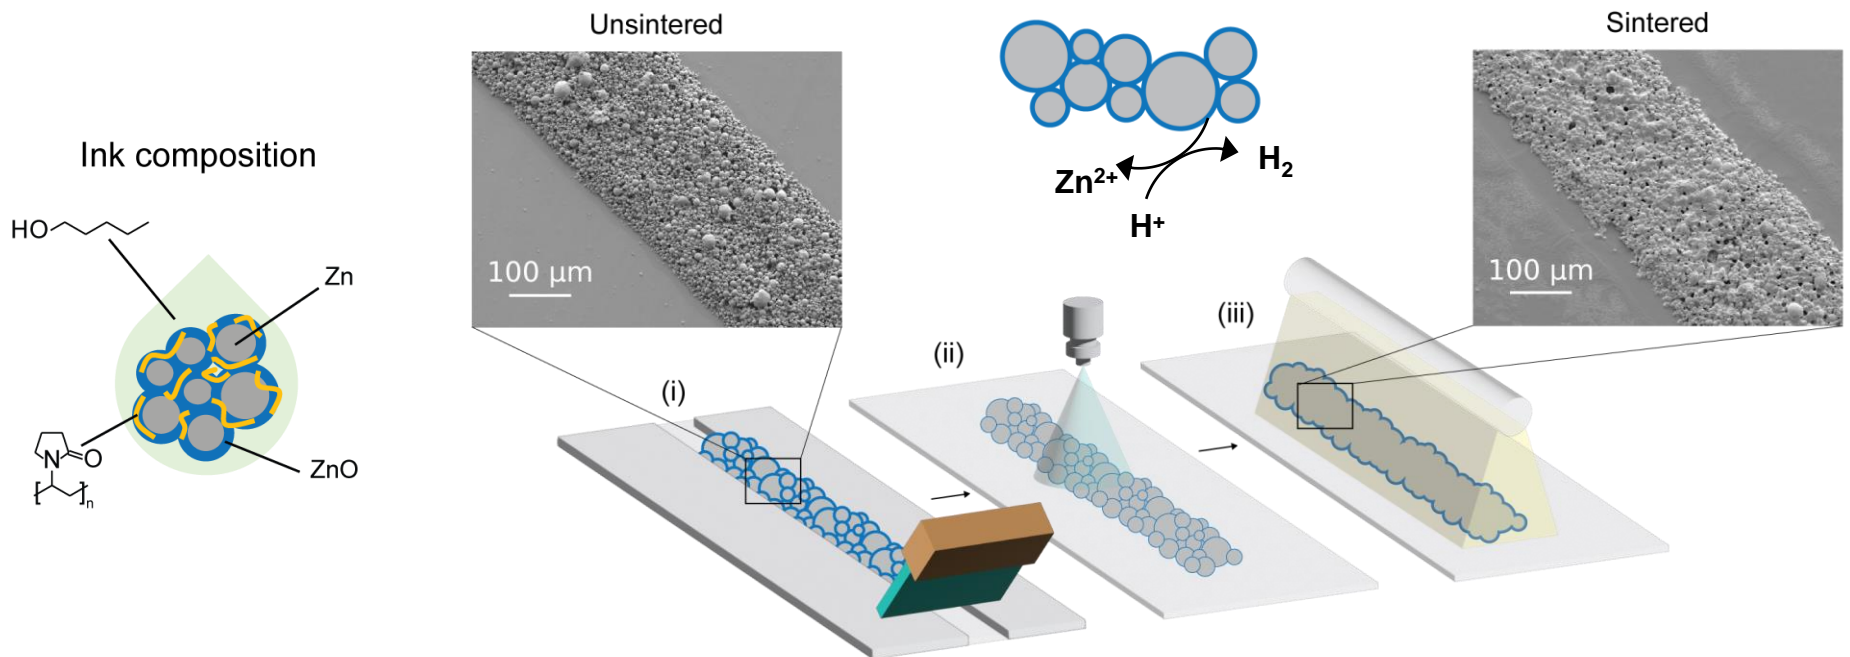 Ink composition
HO
Zn
ZnO
N
O
n
Unsintered
100 µm
Zn2+
H2
H+
Sintered
100 µm
(i)
(ii)
(iii)